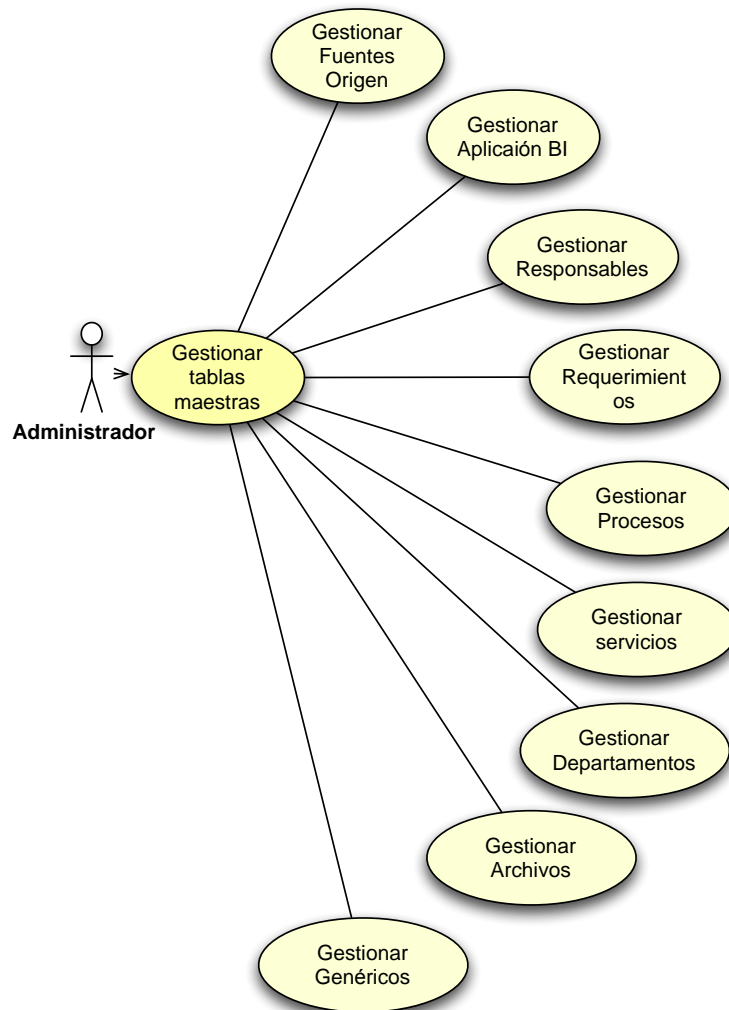 Gestionar
Fuentes
Origen
Gestionar
Aplicaión BI
Gestionar
Responsables
Gestionar
Requerimient
os
Gestionar
tablas
maestras
Administrador
Gestionar
Procesos
Gestionar
servicios
Gestionar
Departamentos
Gestionar
Archivos
Gestionar
Genéricos